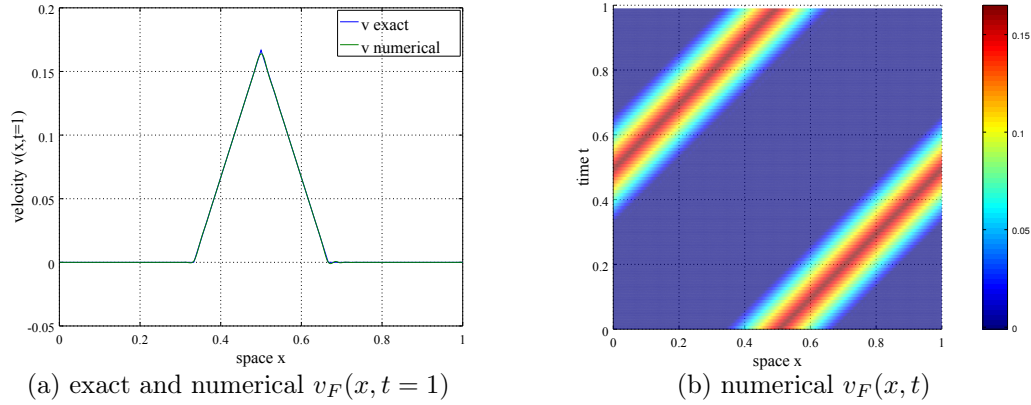 0.2
0.15
0.1
0.05
0
-0.05
0 0.2 0.4 0.6 0.8 1
velocity v(x,t=1)
space x
v exact
v numerical
(a) exact and numerical v_F(x, t = 1)
1
0.8
0.6
0.4
0.2
0
0 0.2 0.4 0.6 0.8 1
time t
space x
0.15
0.1
0.05
0
(b) numerical v_F(x, t)